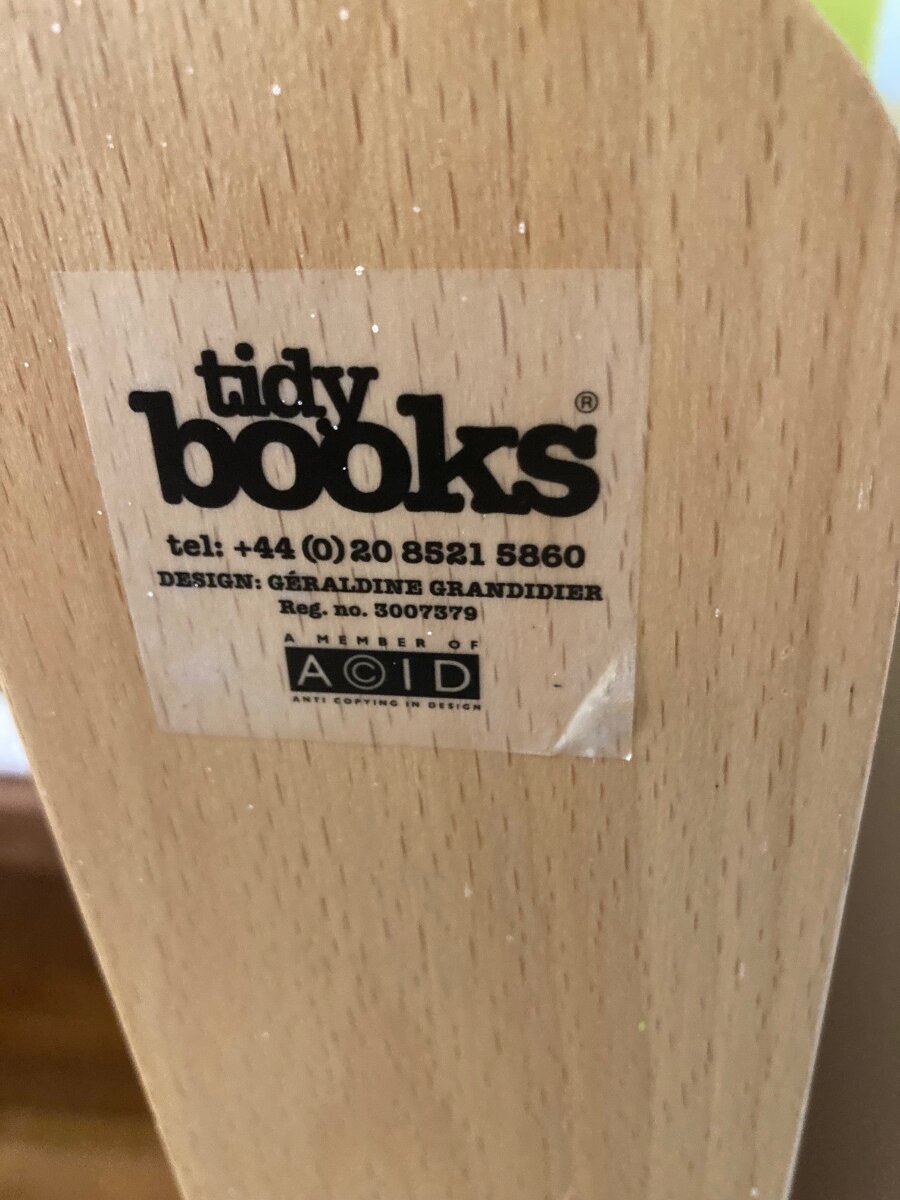 tidy
books®
tel: +44 (0) 20 8521 5860
DESIGN: GÉRALDINE GRANDIDIER
Reg. no. 3007379
A MEMBER OF
A©ID
ANTI COPYING IN DESIGN